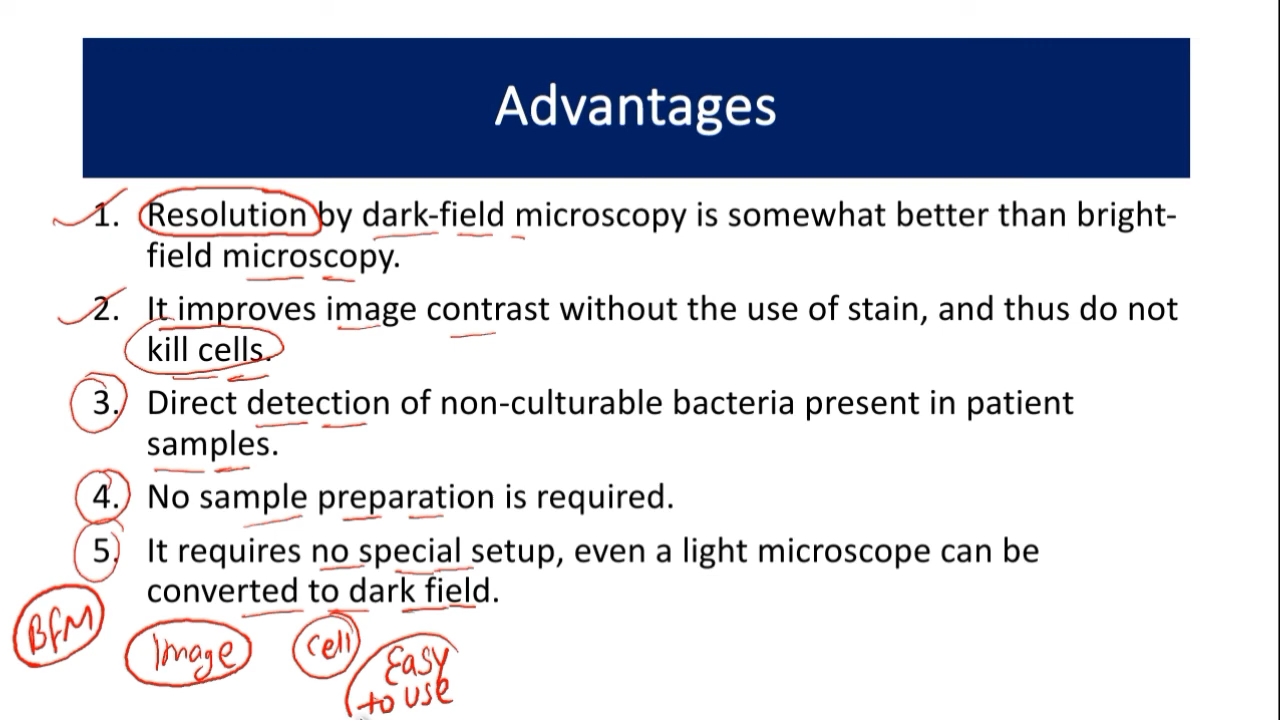 Advantages
1. Resolution by dark-field microscopy is somewhat better than bright-
field microscopy.
2. It improves image contrast without the use of stain, and thus do not
kill cells.
3. Direct detection of non-culturable bacteria present in patient
samples.
4. No sample preparation is required.
5. It requires no special setup, even a light microscope can be
converted to dark field.
BFM
Image
Cell
Easy
to use